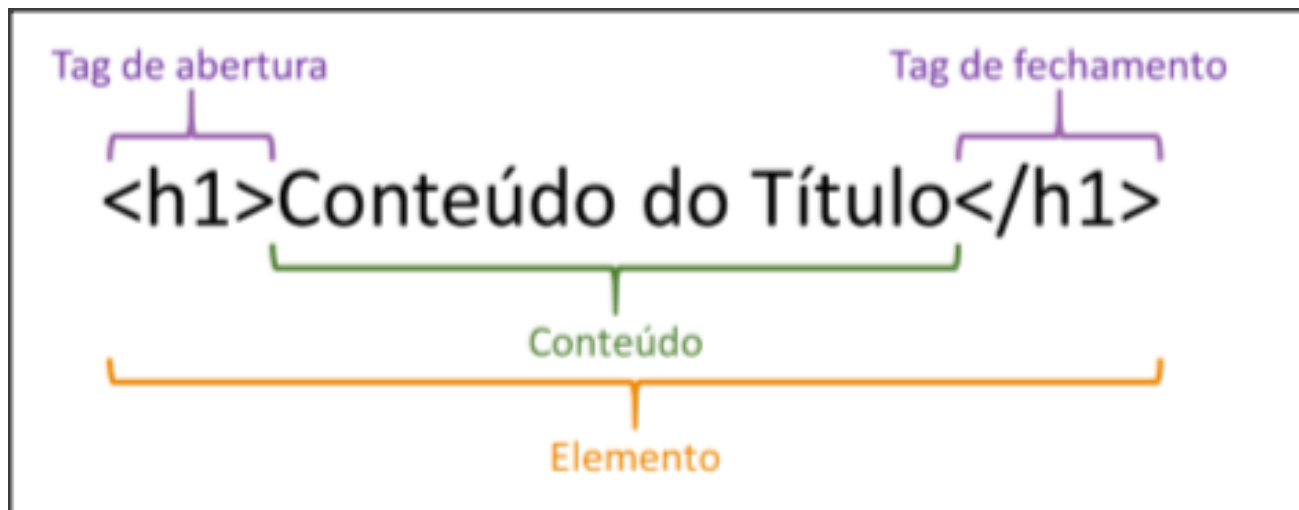 Tag de abertura
Tag de fechamento
<h1>Conteúdo do Título</h1>
Conteúdo
Elemento